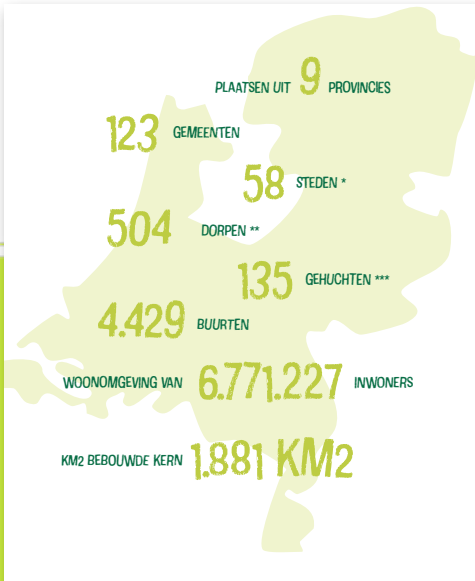 PLAATSEN UIT 9 PROVINCIES
123 GEMEENTEN
58 STEDEN *
504 DORPEN **
135 GEHUCHTEN ***
4.429 BUURTEN
WOONOMGEVING VAN 6.771.227 INWONERS
KM2 BEBOUWDE KERN 1.881 KM2